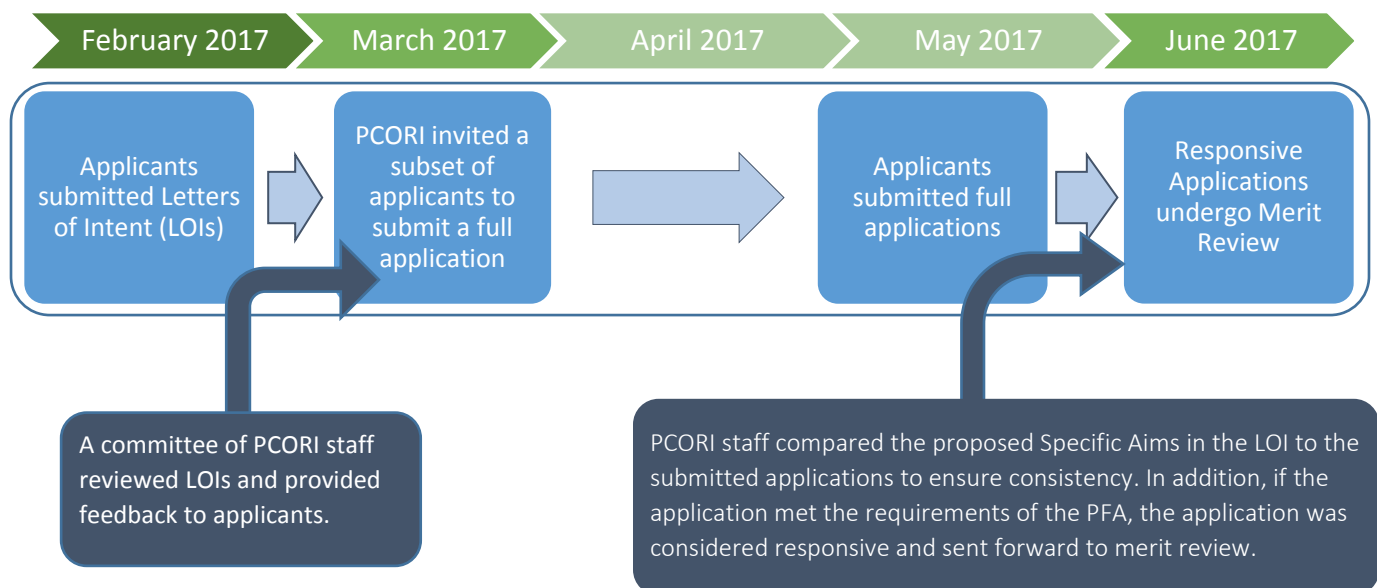 February 2017
March 2017
April 2017
May 2017
June 2017
Applicants
submitted Letters
of Intent (LOIs)
PCORI invited a
subset of
applicants to
submit a full
application
Applicants
submitted full
applications
Responsive
Applications
undergo Merit
Review
A committee of PCORI staff
reviewed LOIs and provided
feedback to applicants.
PCORI staff compared the proposed Specific Aims in the LOI to the
submitted applications to ensure consistency. In addition, if the
application met the requirements of the PFA, the application was
considered responsive and sent forward to merit review.